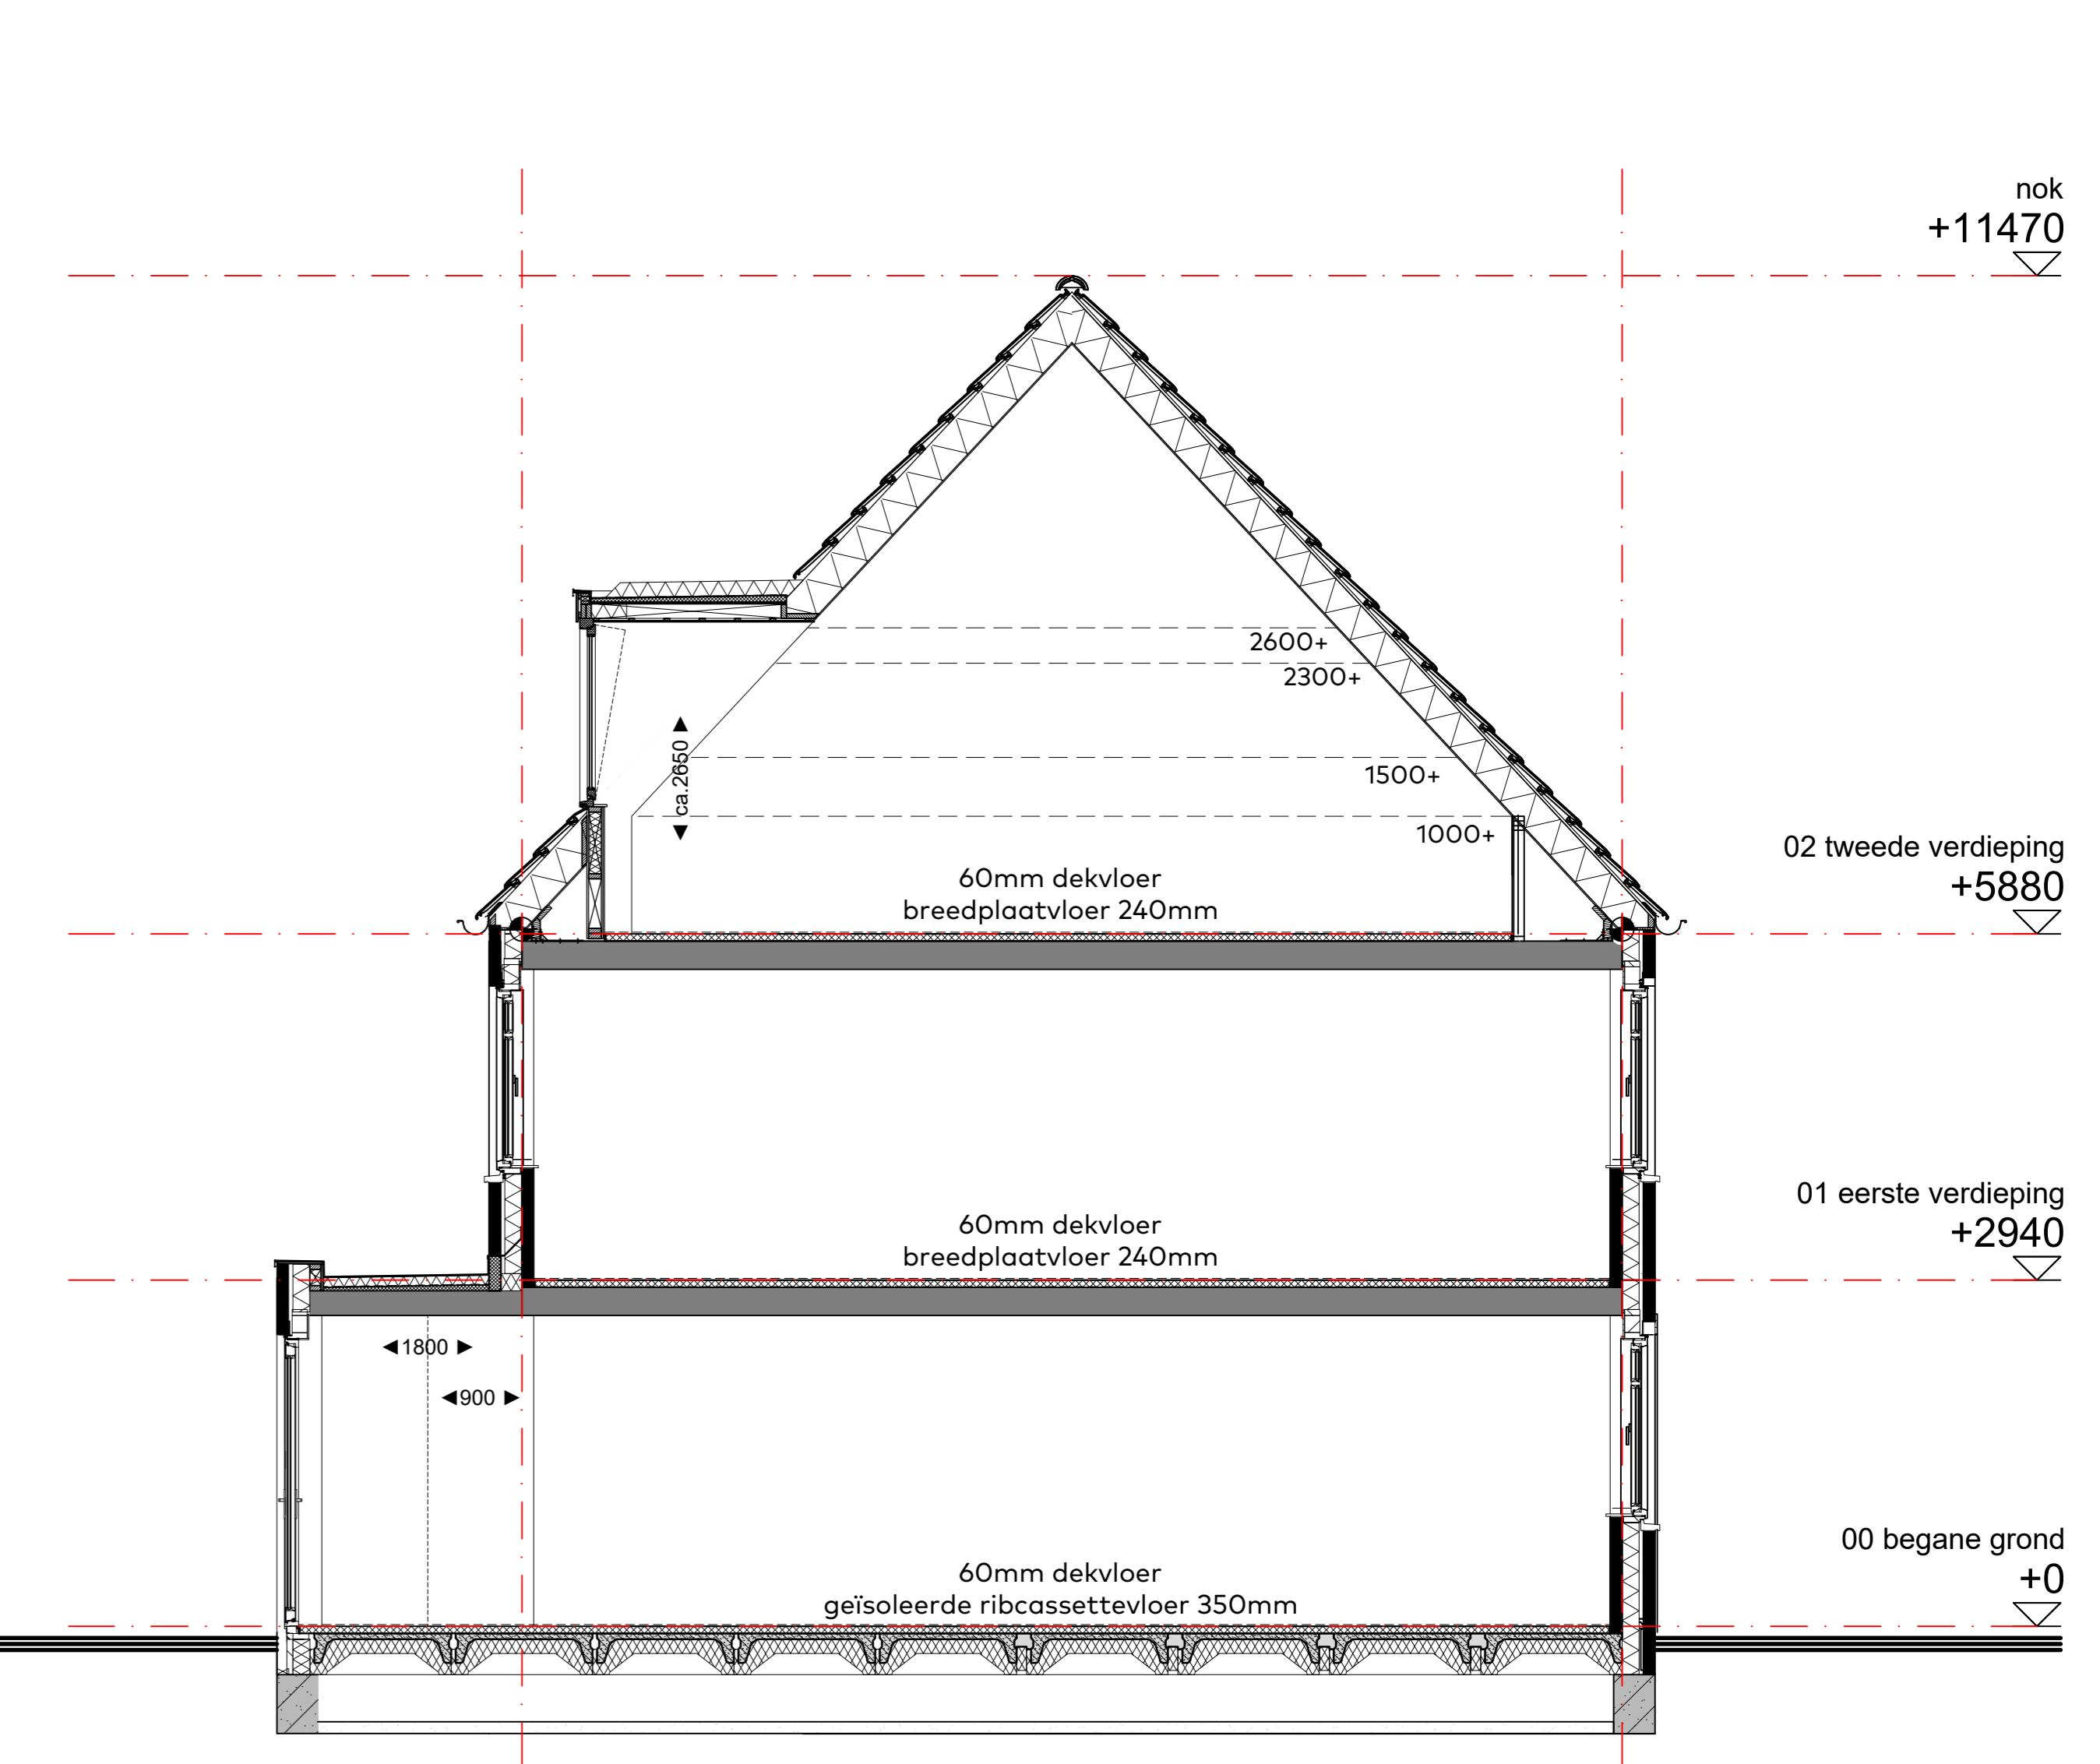 nok
+11470
2600+
2300+
ca.2650
1500+
1000+
02 tweede verdieping
+5880
60mm dekvloer
breedplaatvloer 240mm
01 eerste verdieping
+2940
60mm dekvloer
breedplaatvloer 240mm
1800
900
00 begane grond
+0
60mm dekvloer
geïsoleerde ribcassettevloer 350mm